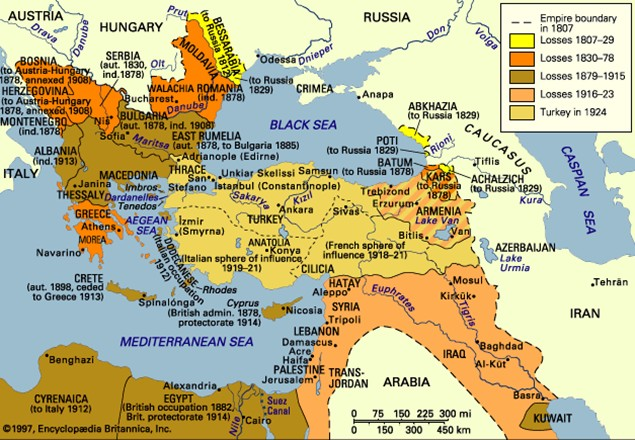 AUSTRIA
HUNGARY
RUSSIA
Drava
Danube
Prut
BESSARABIA
(to Russia 1812)
MOLDAVIA
Dnieper
Don
Volga
Odessa
(to Russia
1829)
CRIMEA
Anapa
Empire boundary
in 1807
Losses 1807–29
Losses 1830–78
Losses 1879–1915
Losses 1916–23
Turkey in 1924
BOSNIA
(to Austria-Hungary
1878, annexed 1908)
HERZEGOVINA
(to Austria-Hungary
1878, annexed 1908)
MONTENEGRO
(ind.1878)
SERBIA
(aut. 1830,
ind.1878)
Olt
WALACHIA
ROMANIA
(ind. 1878)
Bucharest
Danube
Niš
Sofia
BULGARIA
(aut. 1878, ind. 1908)
EAST RUMELIA
(aut. 1878, to Bulgaria 1885)
Maritsa
Adrianople (Edirne)
BLACK SEA
ABKHAZIA
(to Russia 1829)
CAUCASUS
POTI
(to Russia 1829)
Rioni
BATUM
(to Russia 1878)
Tiflis
ACHALZICH
(to Russia 1829)
Kura
CASPIAN
SEA
KARS
(to Russia
1878)
ALBANIA
(ind.1913)
ITALY
MACEDONIA
THRACE
San
Stefano
Unkiar Skelissi
Istanbul (Constantinople)
Samsun
Trebizond
Erzurum
ARMENIA
Lake Van
Van
Bitlis
AZERBAIJAN
Lake
Urmia
Janina
THESSALY
Imbros
Dardanelles
Tenedos
Sakarya
Kızıl
Ankara
Sivas
TURKEY
GREECE
Athens
MOREA
Navarino
AEGEAN
SEA
İzmir
(Smyrna)
ANATOLIA
Konya
(Italian sphere of
influence
1919–21)
(French sphere of
influence 1918–21)
CILICIA
DODECANESE
(Italian occupation
1912)
Rhodes
CRETE
(aut. 1898, ceded
to Greece 1913)
Spinalónga
Cyprus
(British admin. 1878,
protectorate 1914)
Nicosia
HATAY
Aleppo
SYRIA
Tripoli
Euphrates
Mosul
Kirkūk
Tigris
Tehrān
IRAN
MEDITERRANEAN SEA
LEBANON
Damascus
Acre
Haifa
PALESTINE
Jerusalem
TRANS-
JORDAN
IRAQ
Baghdad
Al-Kūt
Basra
KUWAIT
ARABIA
Benghazi
CYRENAICA
(to Italy 1912)
Alexandria
EGYPT
(British occupation 1882,
Brit. protectorate 1914)
Suez
Canal
Nile
Cairo
0 75 150 225 300 mi
0 150 300 450 km
©1997, Encyclopædia Britannica, Inc.